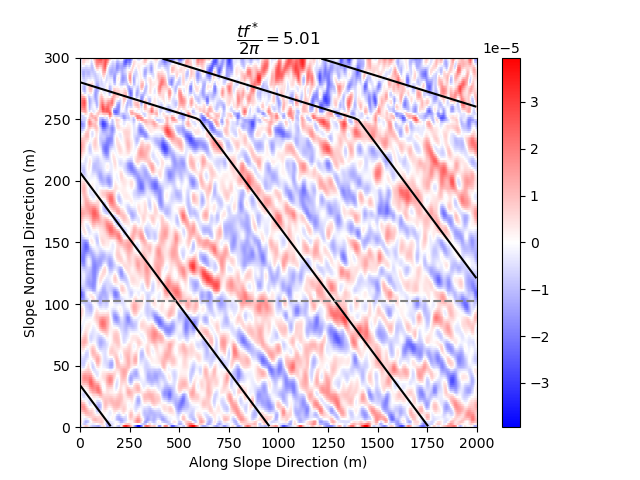 tf*
2π
= 5.01
1e−5
300
250
200
150
100
50
0
Slope Normal Direction (m)
0 250 500 750 1000 1250 1500 1750 2000
Along Slope Direction (m)
3
2
1
0
−1
−2
−3